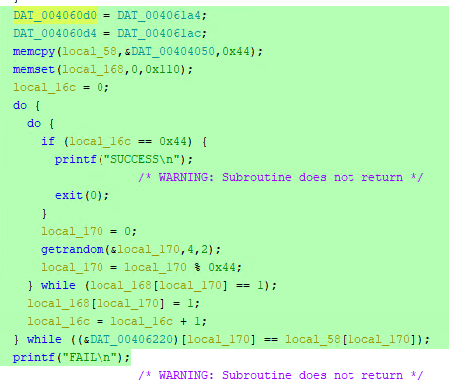 DAT_004060d0 = DAT_004061a4;
DAT_004060d4 = DAT_004061ac;
memcpy(local_58,&DAT_00404050,0x44);
memset(local_168,0,0x110);
local_16c = 0;
do {
do {
if (local_16c == 0x44) {
printf("SUCCESS\n");
/* WARNING: Subroutine does not return */
exit(0);
}
local_170 = 0;
getrandom(&local_170,4,2);
local_170 = local_170 % 0x44;
} while (local_168[local_170] == 1);
local_168[local_170] = 1;
local_16c = local_16c + 1;
} while ((&DAT_00406220)[local_170] == local_58[local_170]);
printf("FAIL\n");
/* WARNING: Subroutine does not return */